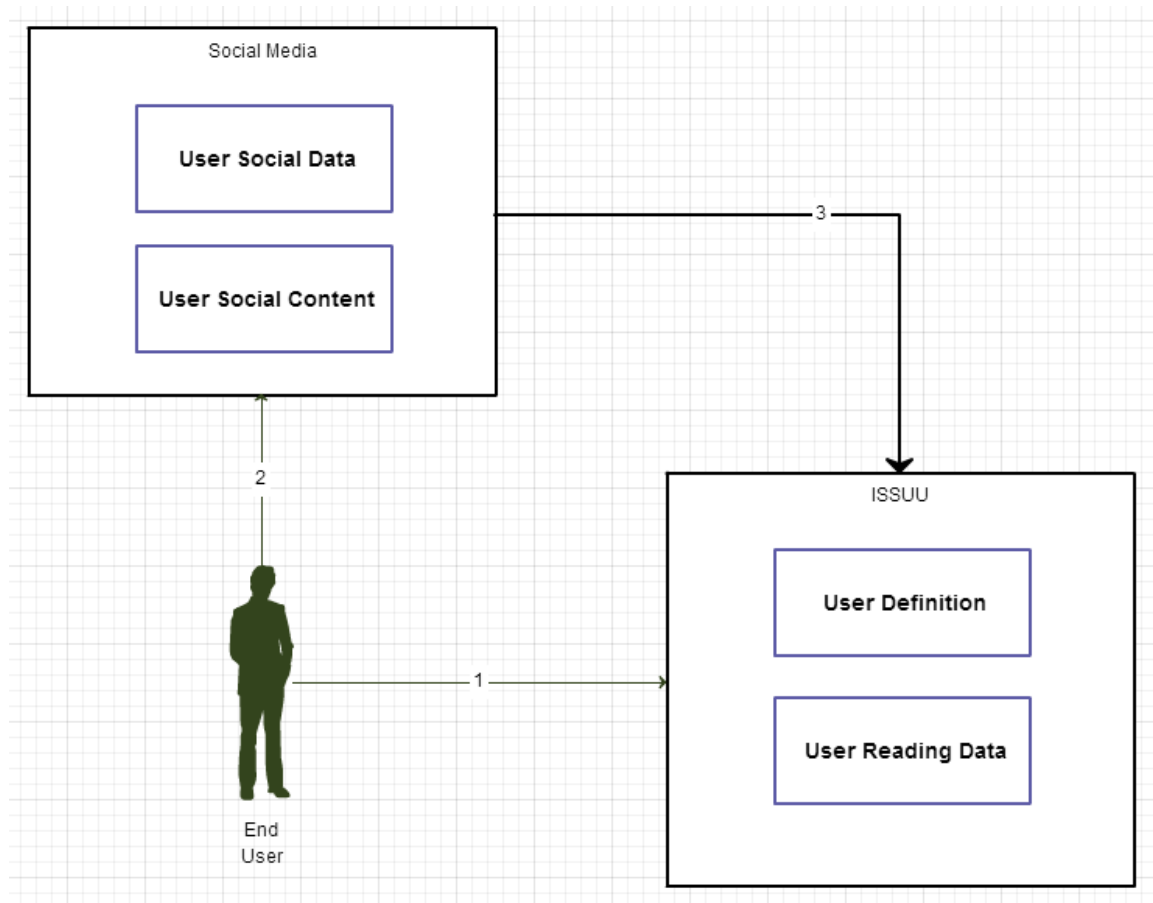 Social Media
User Social Data
User Social Content
3
2
ISSUU
User Definition
1
User Reading Data
End
User